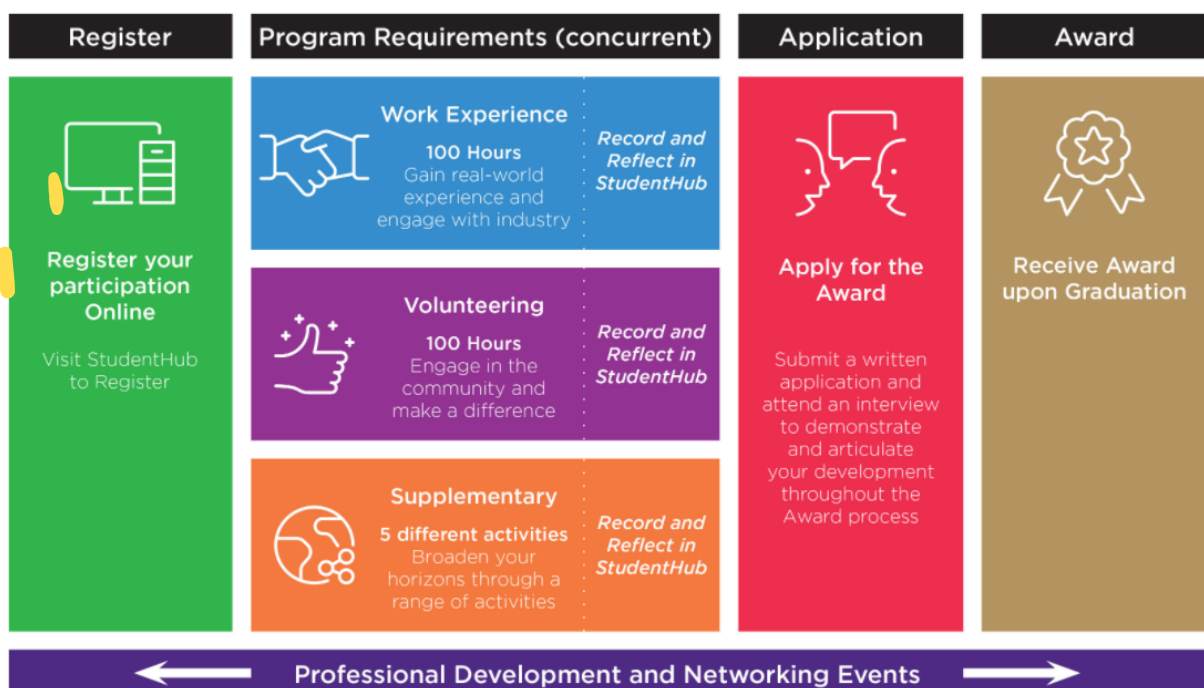 Register
Program Requirements (concurrent)
Application
Award
Register your
participation
Online
Visit StudentHub
to Register
Work Experience
100 Hours
Gain real-world
experience and
engage with industry
Record and
Reflect in
StudentHub
Volunteering
100 Hours
Engage in the
community and
make a difference
Record and
Reflect in
StudentHub
Supplementary
5 different activities
Broaden your
horizons through a
range of activities
Record and
Reflect in
StudentHub
Apply for the
Award
Submit a written
application and
attend an interview
to demonstrate
and articulate
your development
throughout the
Award process
Receive Award
upon Graduation
Professional Development and Networking Events